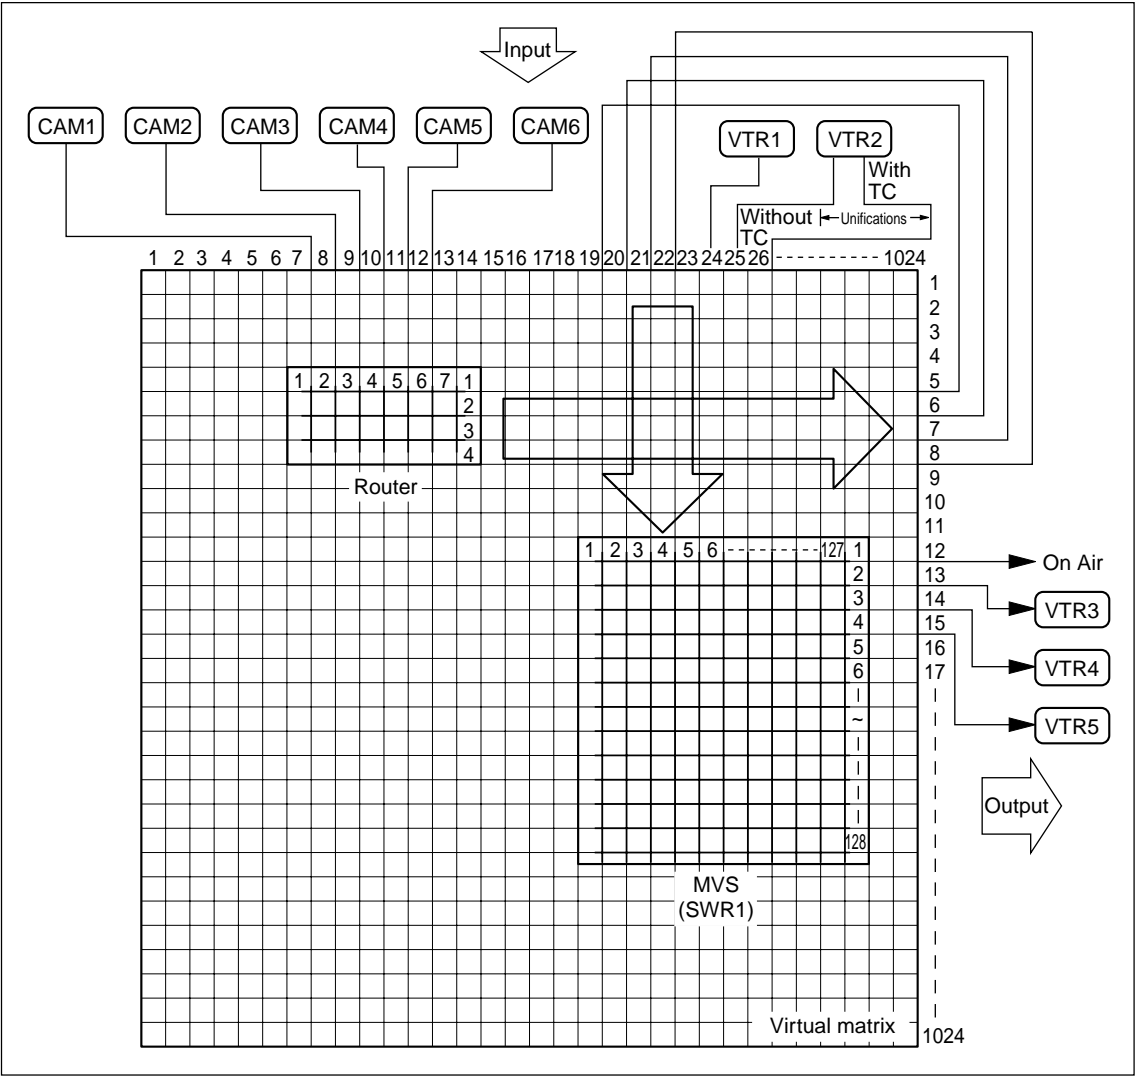 Input
CAM1 CAM2 CAM3 CAM4 CAM5 CAM6
VTR1 VTR2
With
TC
Without
TC
Unifications
1 2 3 4 5 6 7 8 9 10 11 12 13 14 15 16 17 18 19 20 21 22 23 24 25 26 1024
1
2
3
4
5
6
7
8
9
10
11
12
13
14
15
16
17
1024
1 2 3 4 5 6 7 1
2
3
4
Router
1 2 3 4 5 6 127 1
2
3
4
5
6
~
128
MVS
(SWR1)
On Air
VTR3
VTR4
VTR5
Output
Virtual matrix